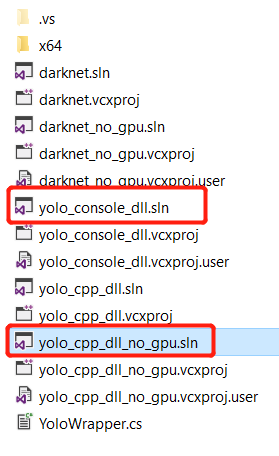 .vs
x64
darknet.sln
darknet.vcxproj
darknet_no_gpu.sln
darknet_no_gpu.vcxproj
darknet_no_gpu.vcxproj.user
yolo_console_dll.sln
yolo_console_dll.vcxproj
yolo_console_dll.vcxproj.user
yolo_cpp_dll.sln
yolo_cpp_dll.vcxproj
yolo_cpp_dll_no_gpu.sln
yolo_cpp_dll_no_gpu.vcxproj
yolo_cpp_dll_no_gpu.vcxproj.user
YoloWrapper.cs